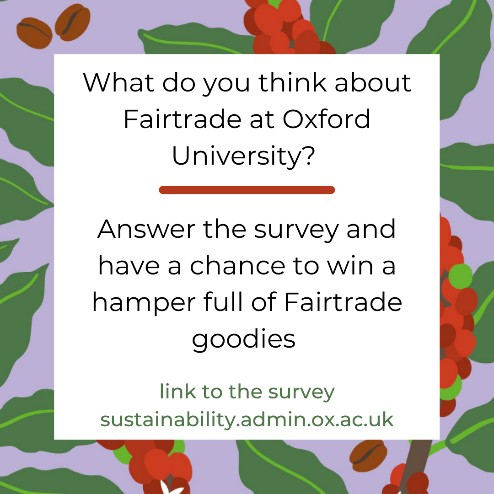 What do you think about
Fairtrade at Oxford
University?
Answer the survey and
have a chance to win a
hamper full of Fairtrade
goodies
link to the survey
sustainability.admin.ox.ac.uk